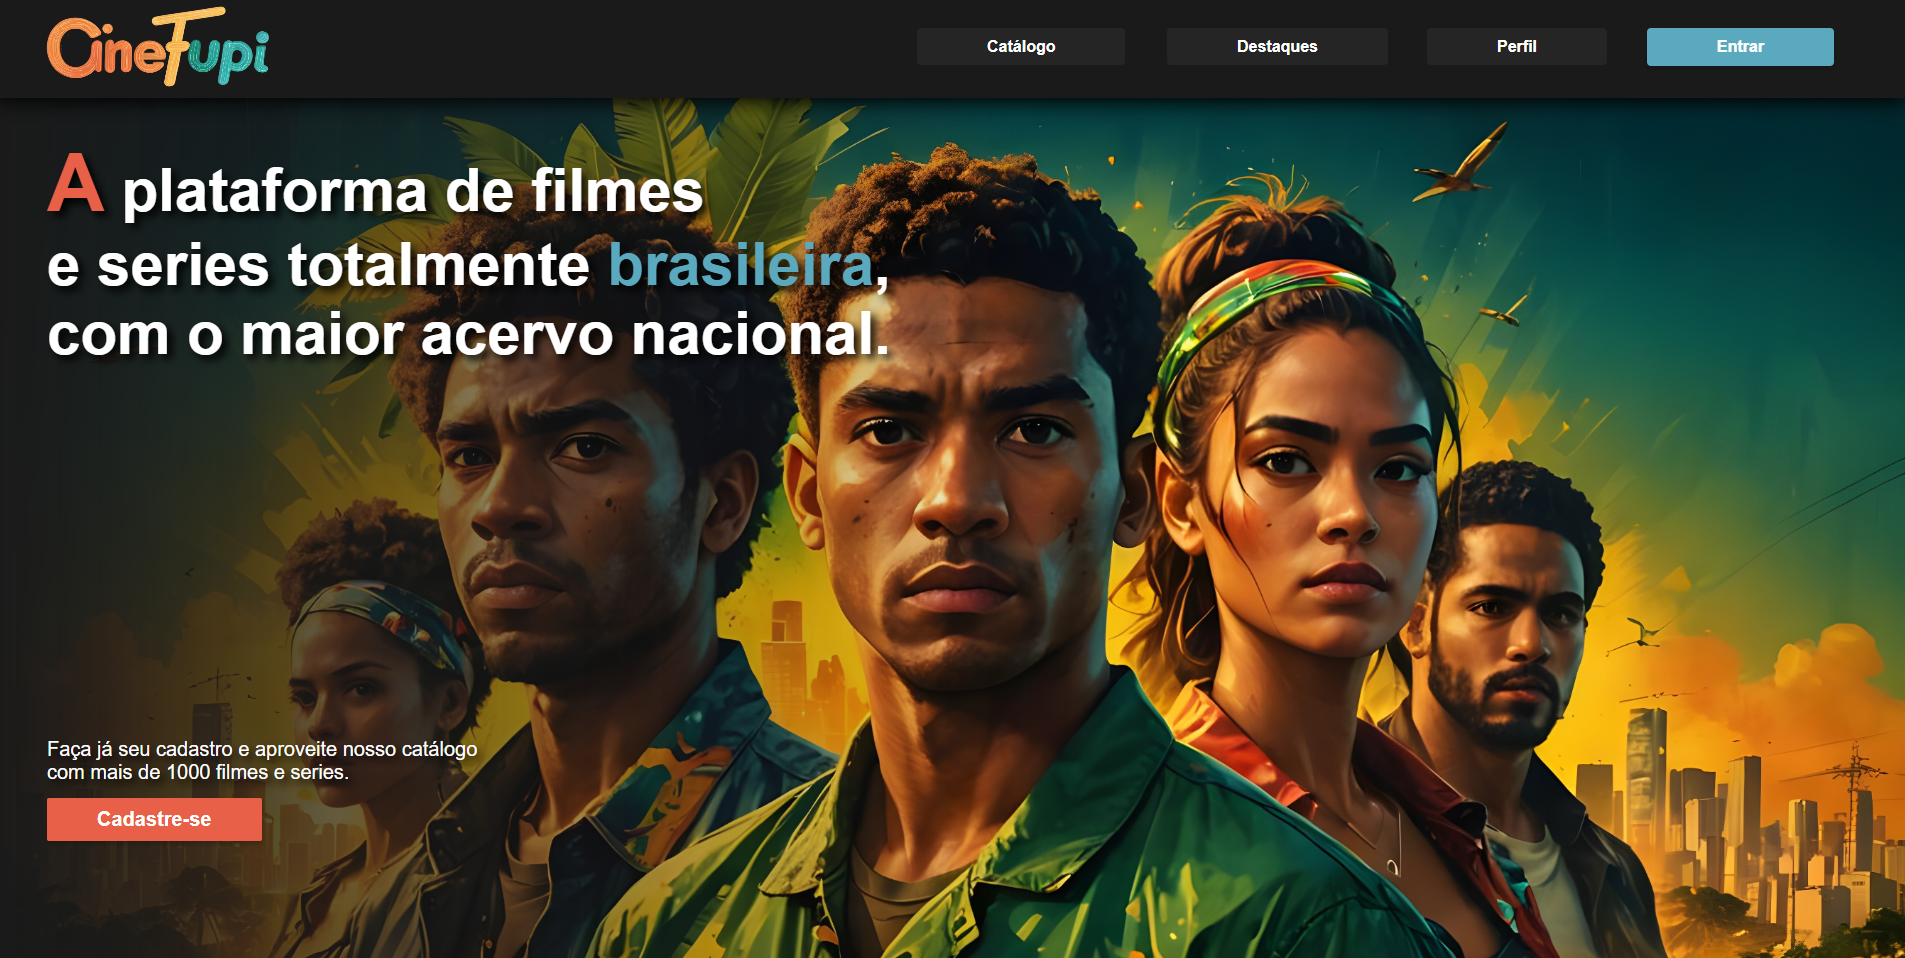 CineTupi
Catálogo
Destaques
Perfil
Entrar
A plataforma de filmes
e series totalmente brasileira,
com o maior acervo nacional.
Faça já seu cadastro e aproveite nosso catálogo
com mais de 1000 filmes e series.
Cadastre-se